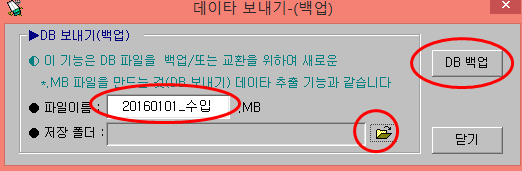 데이타 보내기-(백업)
▶DB 보내기(백업)
◐ 이 기능은 DB 파일을 백업/또는 교환을 위하여 새로운
*.MB 파일을 만드는 것(DB 보내기) 데이타 추출 기능과 같습니다
DB 백업
● 파일이름 : 20160101_수입 .MB
● 저장 폴더 :
닫기